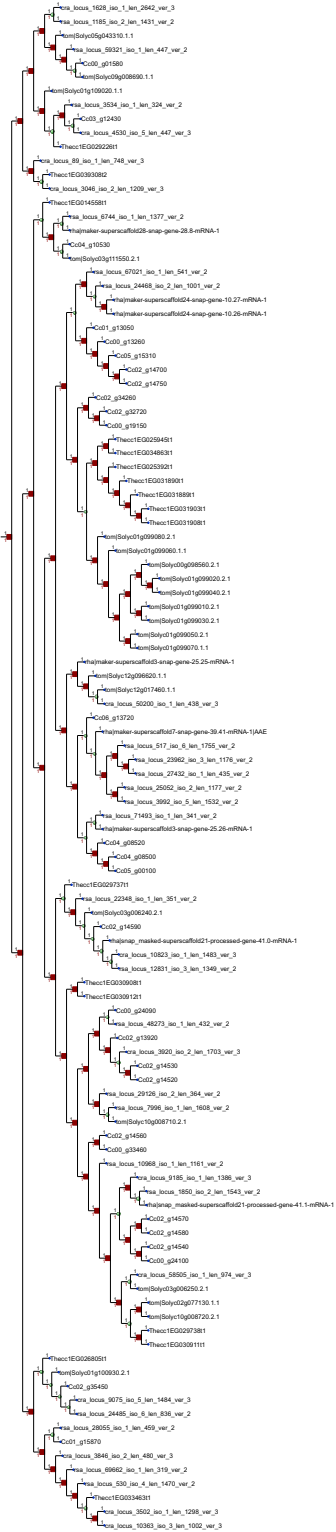 cra_locus_1628_iso_1_len_2642_ver_3
rsa_locus_1185_iso_2_len_1431_ver_2
tom|Solyc05g043310.1.1
rsa_locus_59321_iso_1_len_447_ver_2
Cc00_g01580
tom|Solyc09g008690.1.1
tom|Solyc01g109020.1.1
rsa_locus_3534_iso_1_len_324_ver_2
Cc03_g12430
cra_locus_4530_iso_5_len_447_ver_3
Thecc1EG029226t1
cra_locus_89_iso_1_len_748_ver_3
Thecc1EG039308t2
cra_locus_3046_iso_2_len_1209_ver_3
Thecc1EG014558t1
rsa_locus_6744_iso_1_len_1377_ver_2
rha|maker-superscaffold28-snap-gene-28.8-mRNA-1
Cc04_g10530
tom|Solyc03g111550.2.1
rsa_locus_67021_iso_1_len_541_ver_2
rsa_locus_24468_iso_1_len_1001_ver_2
rha|maker-superscaffold24-snap-gene-10.27-mRNA-1
rha|maker-superscaffold24-snap-gene-10.26-mRNA-1
Cc01_g13050
Cc00_g13260
Cc05_g15310
Cc02_g14700
Cc02_g14750
Cc02_g34260
Cc02_g32720
Cc00_g19150
Thecc1EG025945t1
Thecc1EG034863t1
Thecc1EG025392t1
Thecc1EG031890t1
Thecc1EG031889t1
Thecc1EG031903t1
Thecc1EG031908t1
tom|Solyc01g099080.2.1
tom|Solyc01g099060.1.1
tom|Solyc00g098560.2.1
tom|Solyc01g099020.2.1
tom|Solyc01g099040.2.1
tom|Solyc01g099010.2.1
tom|Solyc01g099030.2.1
tom|Solyc01g099050.2.1
tom|Solyc01g099070.1.1
rha|maker-superscaffold3-snap-gene-25.25-mRNA-1
tom|Solyc12g096620.1.1
tom|Solyc12g017460.1.1
cra_locus_50200_iso_1_len_438_ver_3
Cc06_g13720
rha|maker-superscaffold7-snap-gene-39.41-mRNA-1|AAE
rsa_locus_517_iso_6_len_1755_ver_2
rsa_locus_23962_iso_3_len_1176_ver_2
rsa_locus_27432_iso_1_len_435_ver_2
rsa_locus_25052_iso_2_len_1177_ver_2
rsa_locus_3992_iso_5_len_1532_ver_2
rsa_locus_71493_iso_1_len_341_ver_2
rha|maker-superscaffold3-snap-gene-25.26-mRNA-1
Cc04_g08520
Cc04_g08500
Cc05_g00100
Thecc1EG029737t1
rsa_locus_22348_iso_1_len_351_ver_2
tom|Solyc03g006240.2.1
Cc02_g14590
rha|snap_masked-superscaffold21-processed-gene-41.0-mRNA-1
cra_locus_10823_iso_1_len_1483_ver_3
rsa_locus_12831_iso_3_len_1349_ver_2
Thecc1EG030908t1
Thecc1EG030912t1
Cc00_g24090
rsa_locus_48273_iso_1_len_432_ver_2
Cc02_g13920
cra_locus_3920_iso_2_len_1703_ver_3
Cc02_g14530
Cc02_g14520
rsa_locus_29126_iso_2_len_364_ver_2
rsa_locus_7996_iso_1_len_1608_ver_2
tom|Solyc10g008710.2.1
Cc02_g14560
Cc00_g33460
rsa_locus_10968_iso_1_len_1161_ver_2
cra_locus_9185_iso_1_len_1386_ver_3
rsa_locus_1850_iso_2_len_1543_ver_2
rha|snap_masked-superscaffold21-processed-gene-41.1-mRNA-1
Cc02_g14570
Cc02_g14580
Cc02_g14540
Cc00_g24100
cra_locus_58505_iso_1_len_974_ver_3
tom|Solyc03g006250.2.1
tom|Solyc02g077130.1.1
tom|Solyc10g008720.2.1
Thecc1EG029738t1
Thecc1EG030911t1
Thecc1EG026805t1
tom|Solyc01g100930.2.1
Cc02_g35450
cra_locus_9075_iso_5_len_1484_ver_3
rsa_locus_24485_iso_6_len_836_ver_2
rsa_locus_28055_iso_1_len_459_ver_2
Cc01_g15870
cra_locus_3846_iso_2_len_480_ver_3
rsa_locus_69662_iso_1_len_319_ver_2
rsa_locus_530_iso_4_len_1470_ver_2
Thecc1EG033463t1
cra_locus_3502_iso_1_len_1298_ver_3
cra_locus_10363_iso_3_len_1002_ver_3